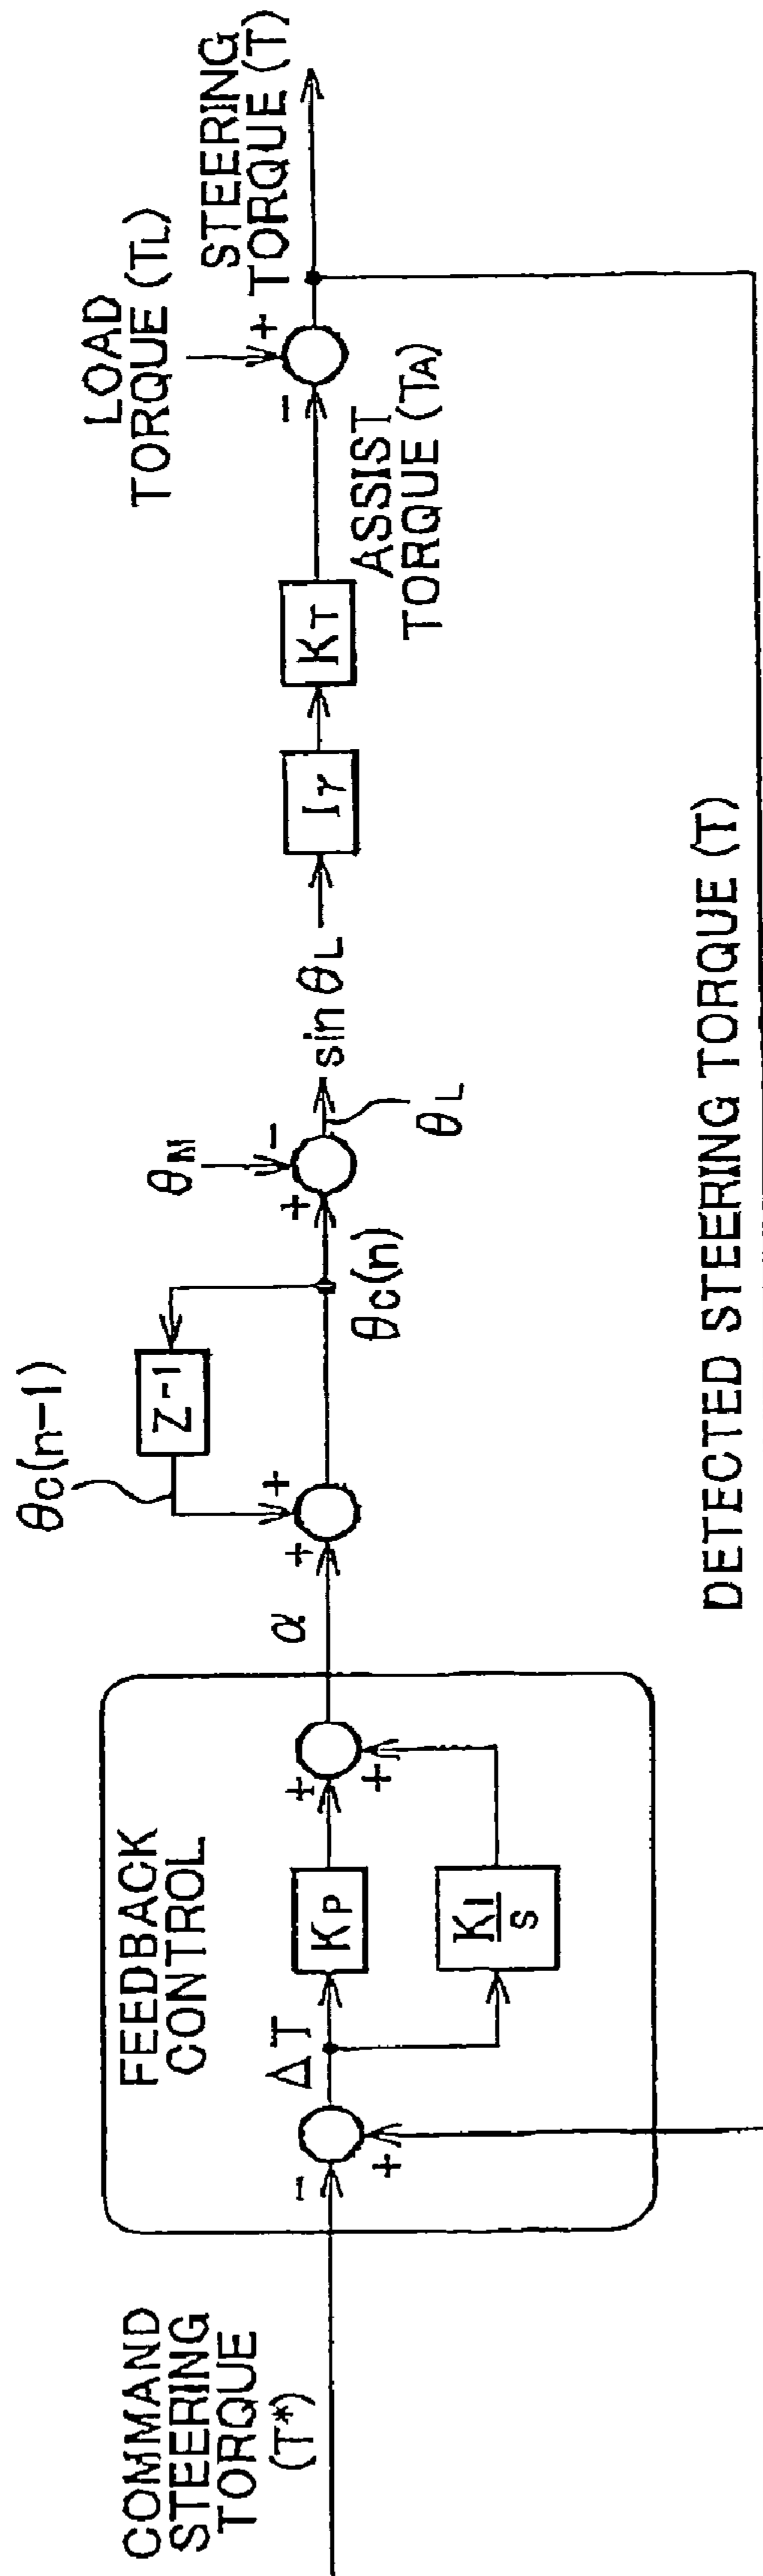 COMMAND
STEERING
TORQUE
(T*)
FEEDBACK
CONTROL
ΔT
KP
KI
S
α
θC(n-1)
Z-1
θC(n)
θM
θL
sin θL
Iγ
KT
ASSIST
TORQUE (TA)
LOAD
TORQUE (TL)
STEERING
TORQUE (T)
DETECTED STEERING TORQUE (T)